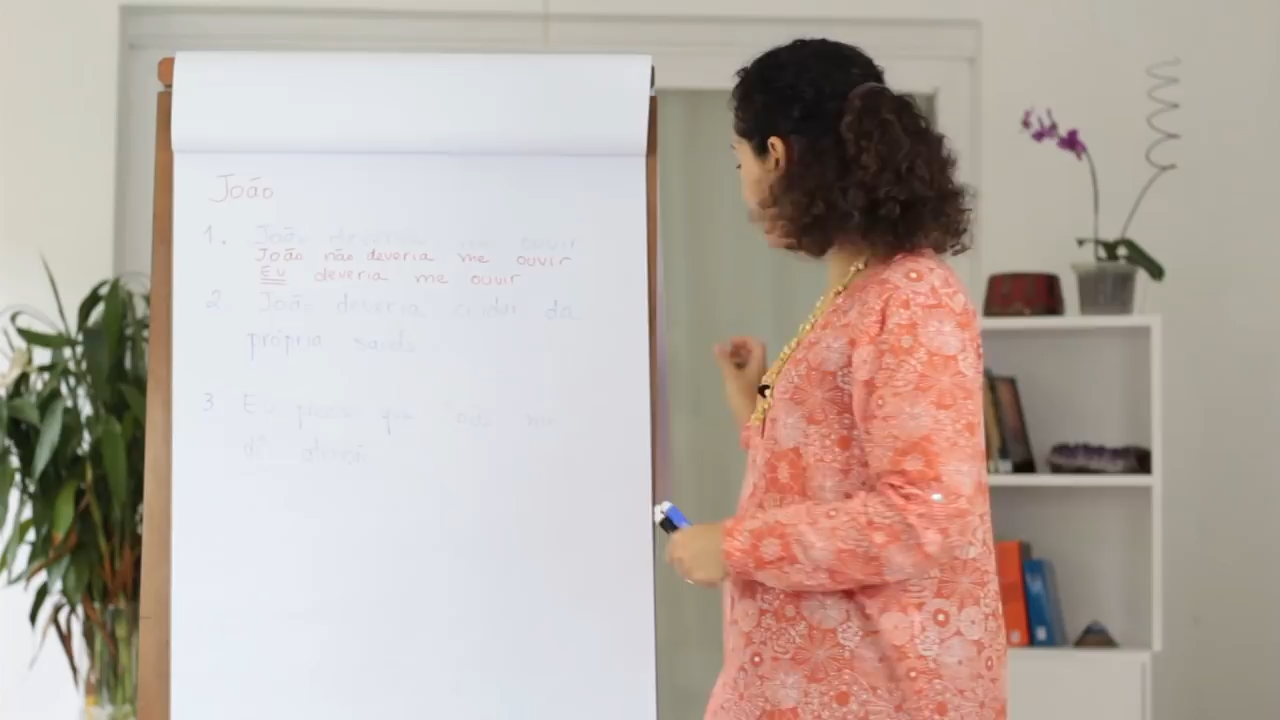 João
1. João deveria me ouvir
João não deveria me ouvir
EU deveria me ouvir
2. João deveria cuidar da
própria saúde
3. Eu preciso que João me
dê atenção